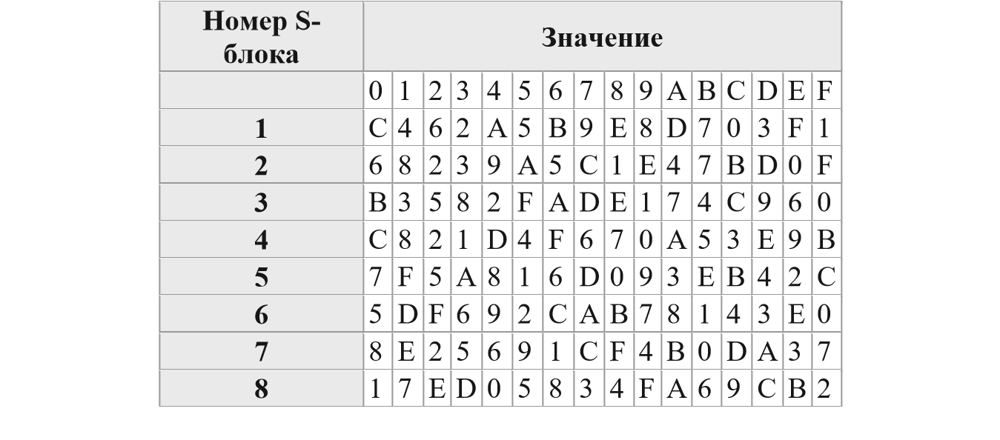 Номер S-
блока
Значение
0 1 2 3 4 5 6 7 8 9 A B C D E F
1 C 4 6 2 A 5 B 9 E 8 D 7 0 3 F 1
2 6 8 2 3 9 A 5 C 1 E 4 7 B D 0 F
3 B 3 5 8 2 F A D E 1 7 4 C 9 6 0
4 C 8 2 1 D 4 F 6 7 0 A 5 3 E 9 B
5 7 F 5 A 8 1 6 D 0 9 3 E B 4 2 C
6 5 D F 6 9 2 C A B 7 8 1 4 3 E 0
7 8 E 2 5 6 9 1 C F 4 B 0 D A 3 7
8 1 7 E D 0 5 8 3 4 F A 6 9 C B 2